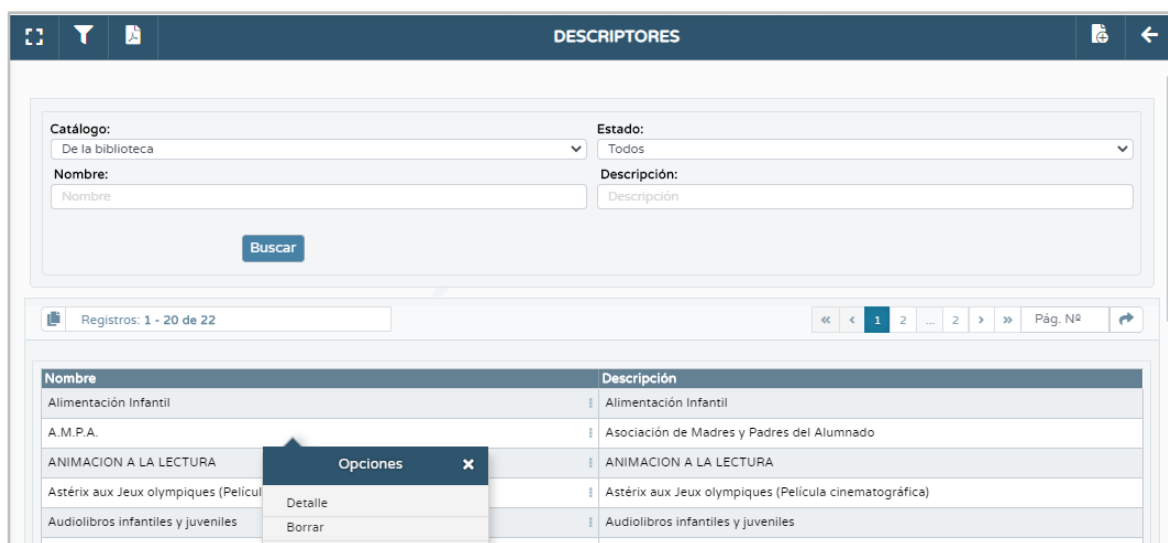 DESCRIPTORES
Catálogo: Estado:
De la biblioteca Todos
Nombre: Descripción:
Nombre Descripción
Buscar
Registros: 1 - 20 de 22 « < 1 2 ... 2 > » Pág. Nº
Nombre Descripción
Alimentación Infantil Alimentación Infantil
A.M.P.A. Asociación de Madres y Padres del Alumnado
ANIMACION A LA LECTURA ANIMACION A LA LECTURA
Astérix aux Jeux olympiques (Películ Astérix aux Jeux olympiques (Película cinematográfica)
Audiolibros infantiles y juveniles Audiolibros infantiles y juveniles
Opciones ×
Detalle
Borrar